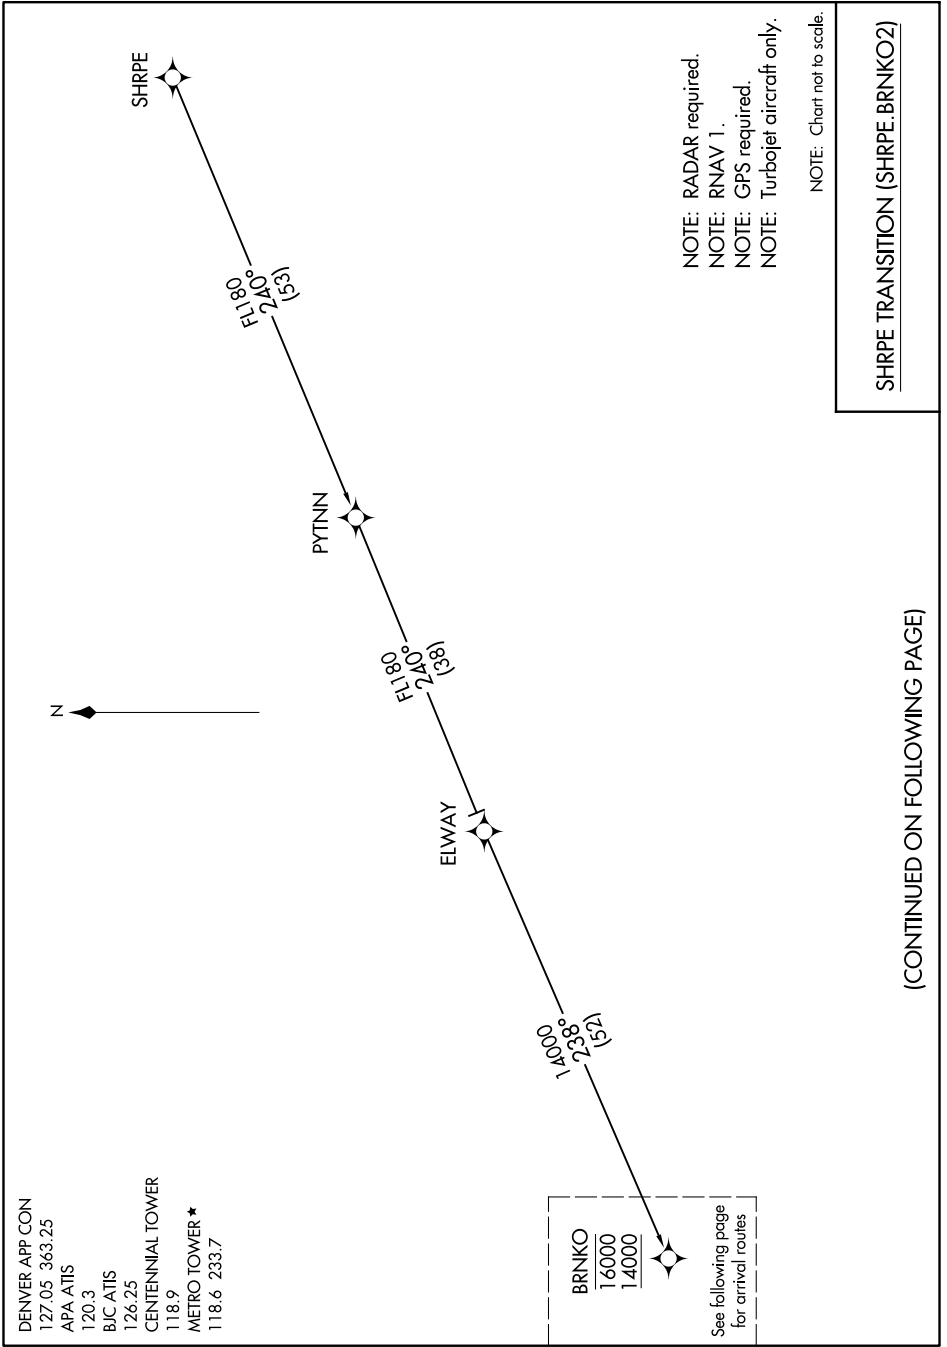 DENVER APP CON
127.05 363.25
APA ATIS
120.3
BJC ATIS
126.25
CENTENNIAL TOWER
118.9
METRO TOWER ★
118.6 233.7
N
SHRPE
FL180
240°
(53)
PYTNN
FL180
240°
(38)
ELWAY
14000
238°
(52)
BRNKO
16000
14000
See following page
for arrival routes
NOTE: RADAR required.
NOTE: RNAV 1.
NOTE: GPS required.
NOTE: Turbojet aircraft only.
NOTE: Chart not to scale.
SHRPE TRANSITION (SHRPE.BRNKO2)
(CONTINUED ON FOLLOWING PAGE)